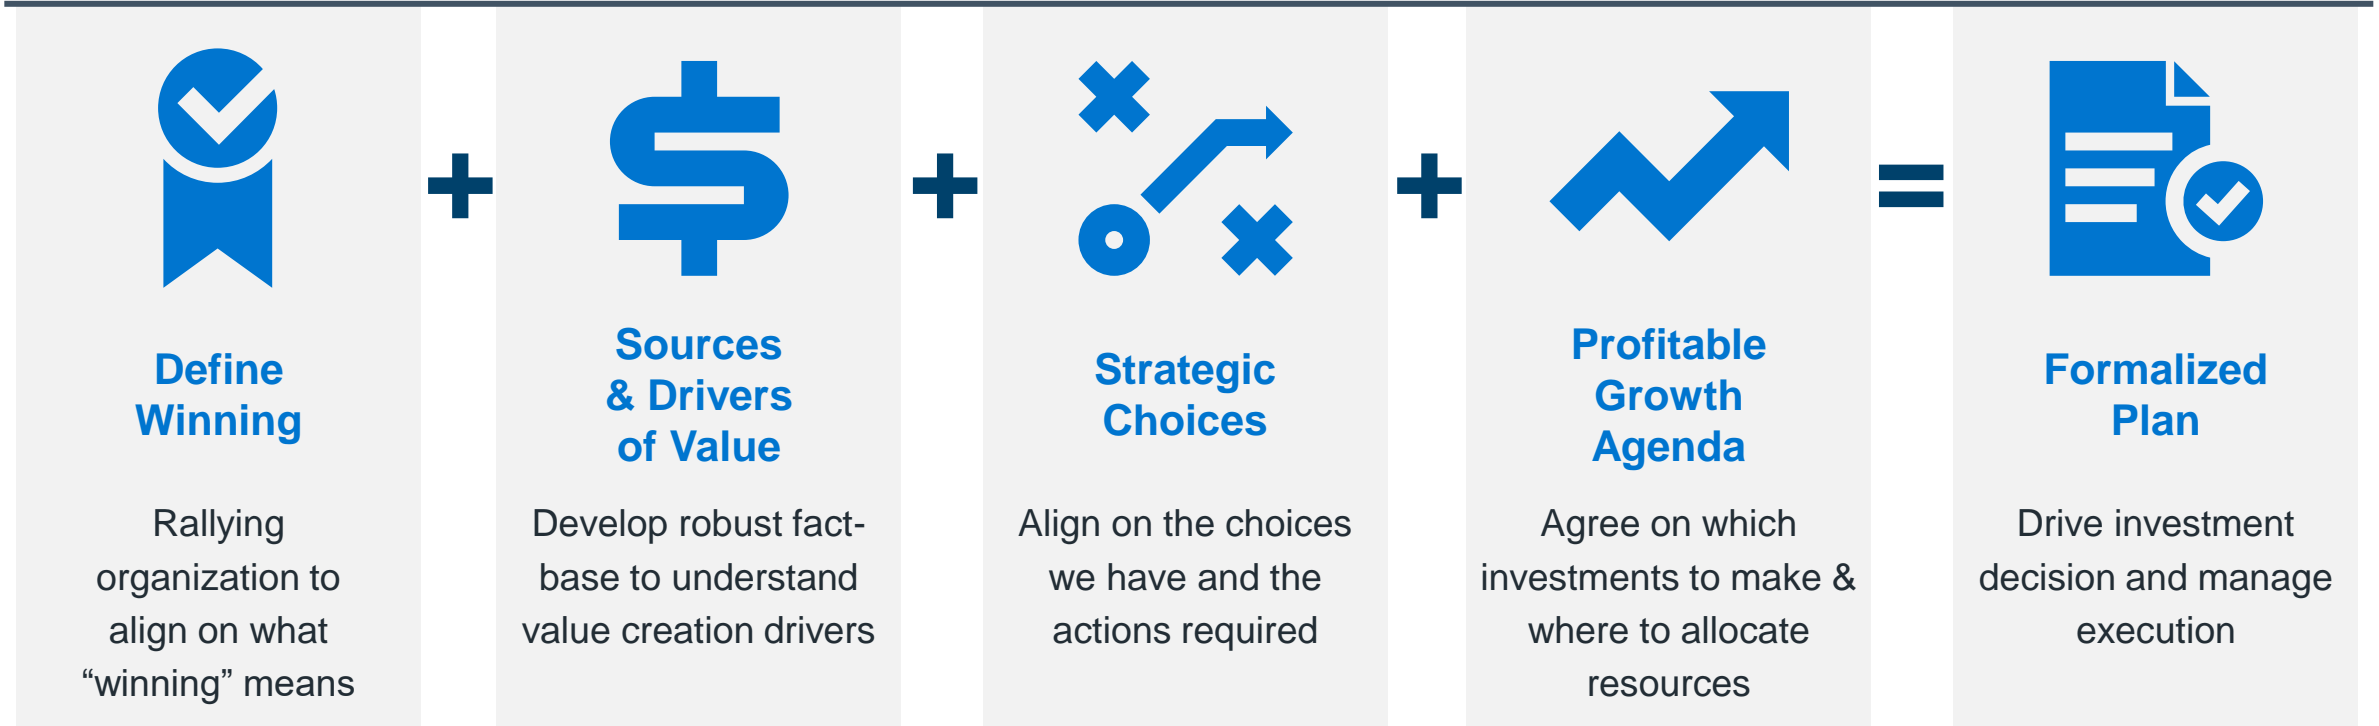 Define
Winning
Rallying
organization to
align on what
“winning” means
+
Sources
& Drivers
of Value
Develop robust fact-
base to understand
value creation drivers
+
Strategic
Choices
Align on the choices
we have and the
actions required
+
Profitable
Growth
Agenda
Agree on which
investments to make &
where to allocate
resources
=
Formalized
Plan
Drive investment
decision and manage
execution